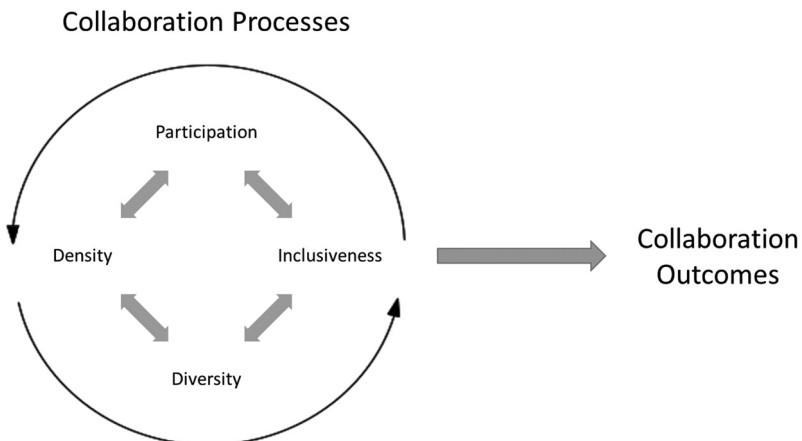 Collaboration Processes
Participation
Density
Inclusiveness
Diversity
Collaboration
Outcomes